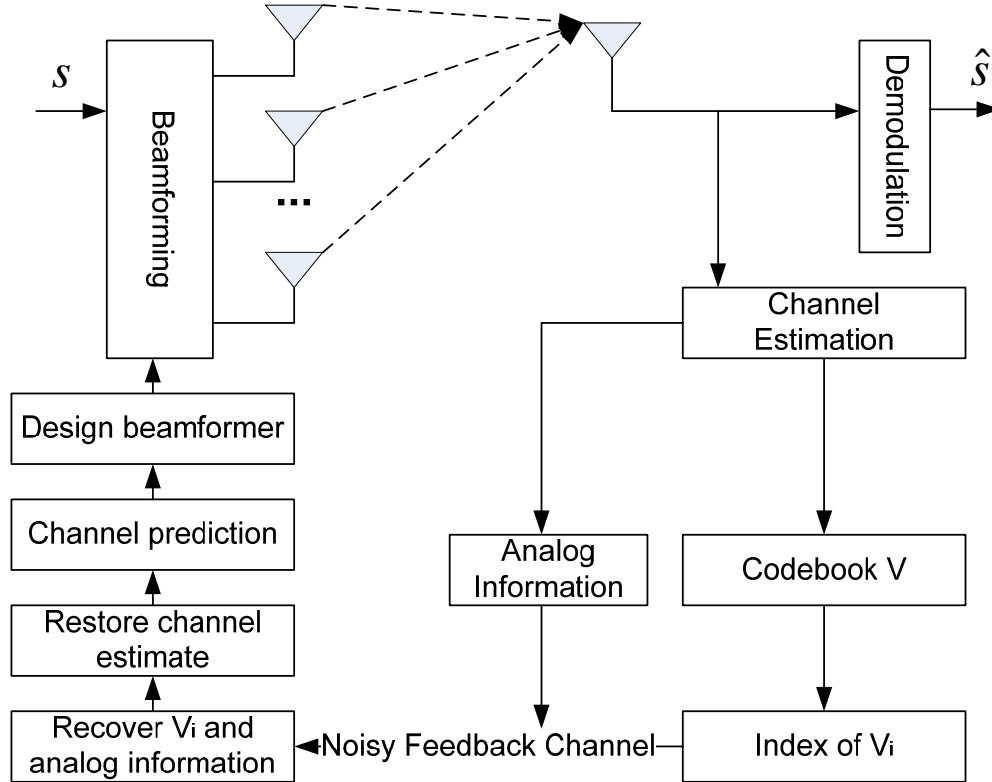 s
Beamforming
...
Demodulation
ŝ
Channel
Estimation
Design beamformer
Channel prediction
Analog
Information
Codebook V
Restore channel
estimate
Recover Vi and
analog information
Noisy Feedback Channel
Index of Vi